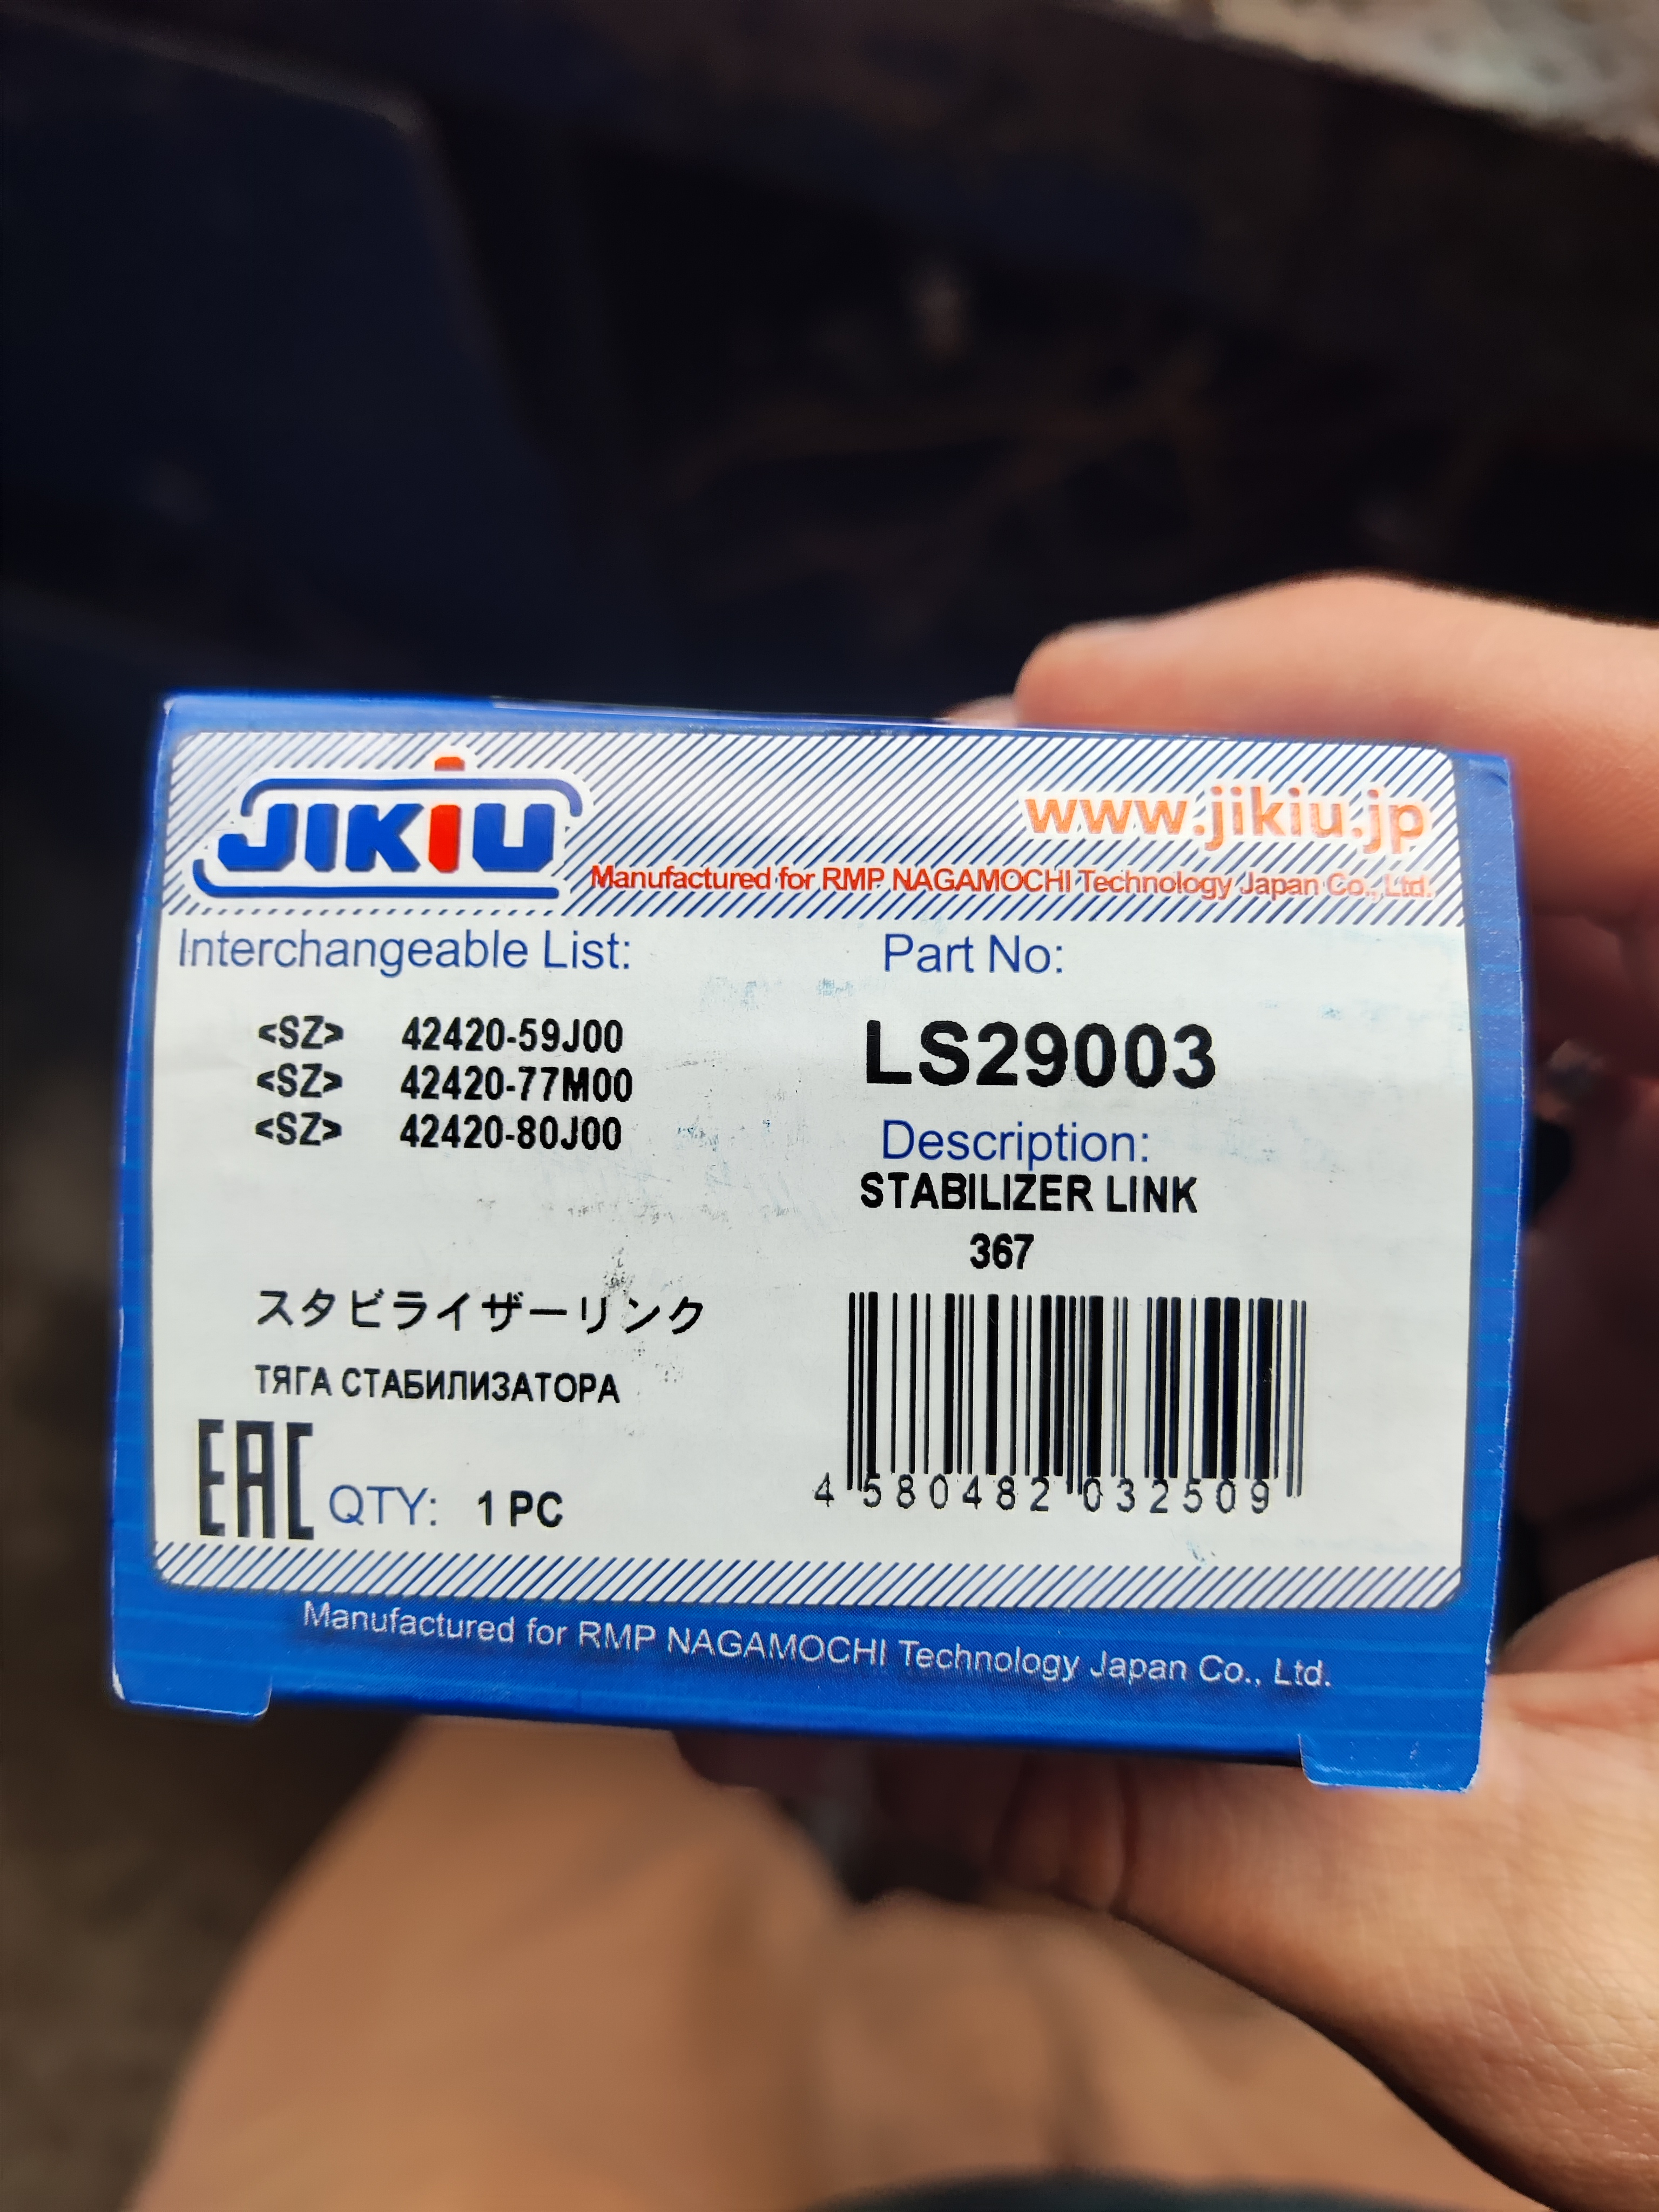 JIKIU
www.jikiu.jp
Manufactured for RMP NAGAMOCHI Technology Japan Co., Ltd.
Interchangeable List:
<SZ> 42420-59J00
<SZ> 42420-77M00
<SZ> 42420-80J00
Part No:
LS29003
Description:
STABILIZER LINK
367
スタビライザーリンク
ТЯГА СТАБИЛИЗАТОРА
EAC
QTY: 1 PC
4 580482 032509
Manufactured for RMP NAGAMOCHI Technology Japan Co., Ltd.